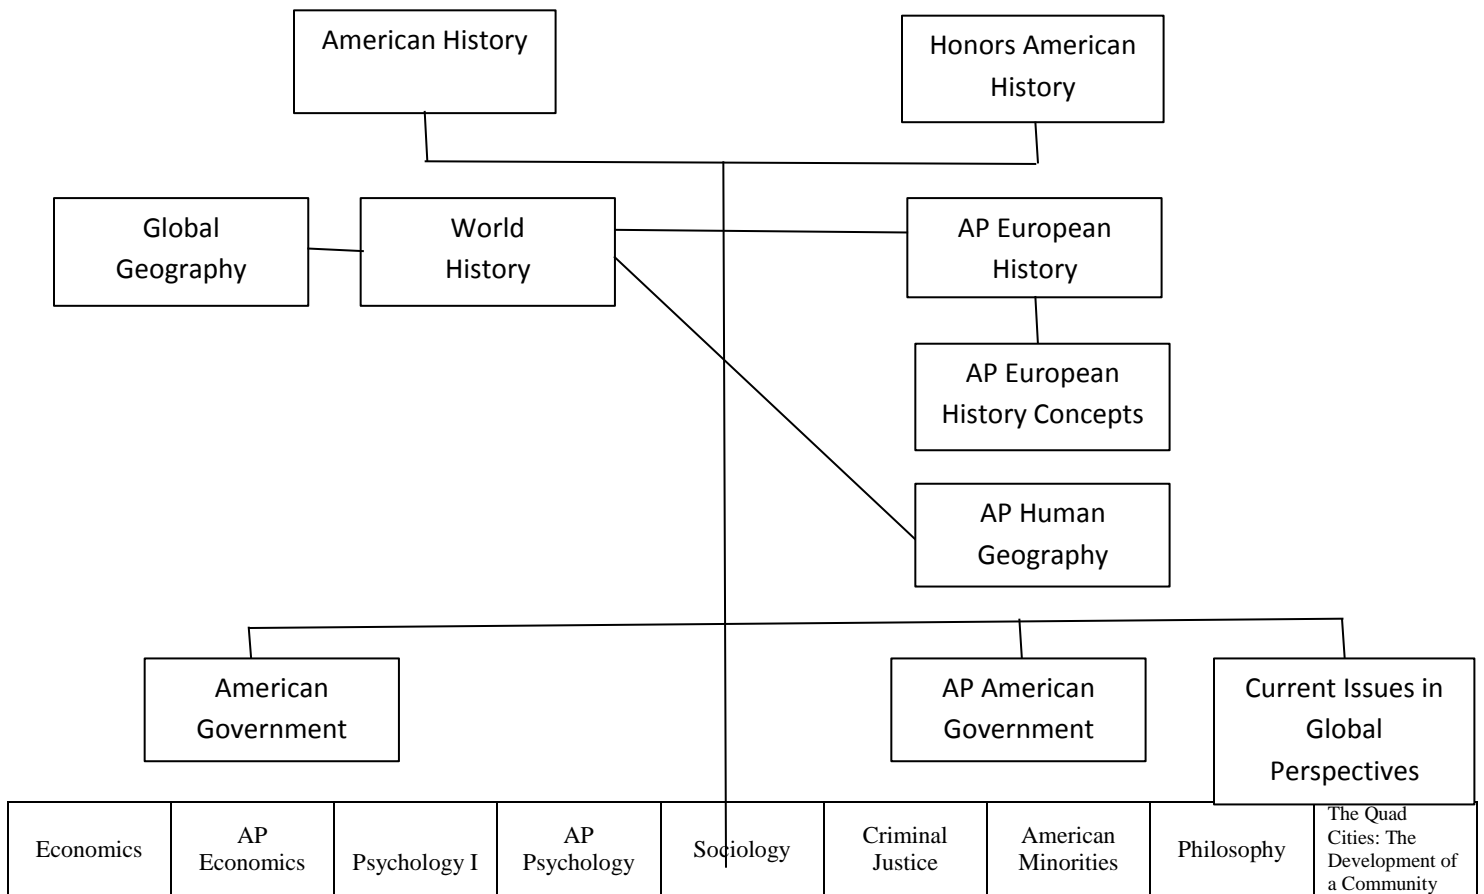 American History
Honors American
History
Global
Geography
World
History
AP European
History
AP European
History Concepts
AP Human
Geography
American
Government
AP American
Government
Current Issues in
Global
Perspectives
Economics
AP
Economics
Psychology I
AP
Psychology
Sociology
Criminal
Justice
American
Minorities
Philosophy
The Quad
Cities: The
Development of
a Community